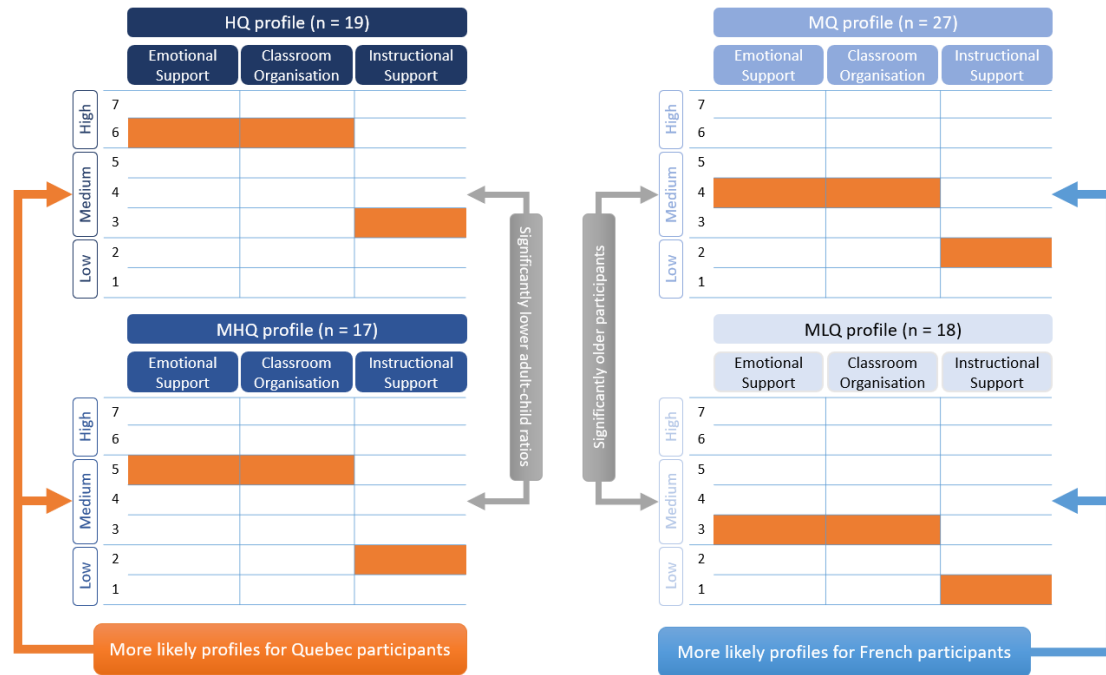 HQ profile (n = 19)
Emotional Support
Classroom Organisation
Instructional Support
High
Medium
Low
7
6
5
4
3
2
1
MHQ profile (n = 17)
Emotional Support
Classroom Organisation
Instructional Support
High
Medium
Low
7
6
5
4
3
2
1
More likely profiles for Quebec participants
Significantly lower adult-child ratios
Significantly older participants
MQ profile (n = 27)
Emotional Support
Classroom Organisation
Instructional Support
High
Medium
Low
7
6
5
4
3
2
1
MLQ profile (n = 18)
Emotional Support
Classroom Organisation
Instructional Support
High
Medium
Low
7
6
5
4
3
2
1
More likely profiles for French participants